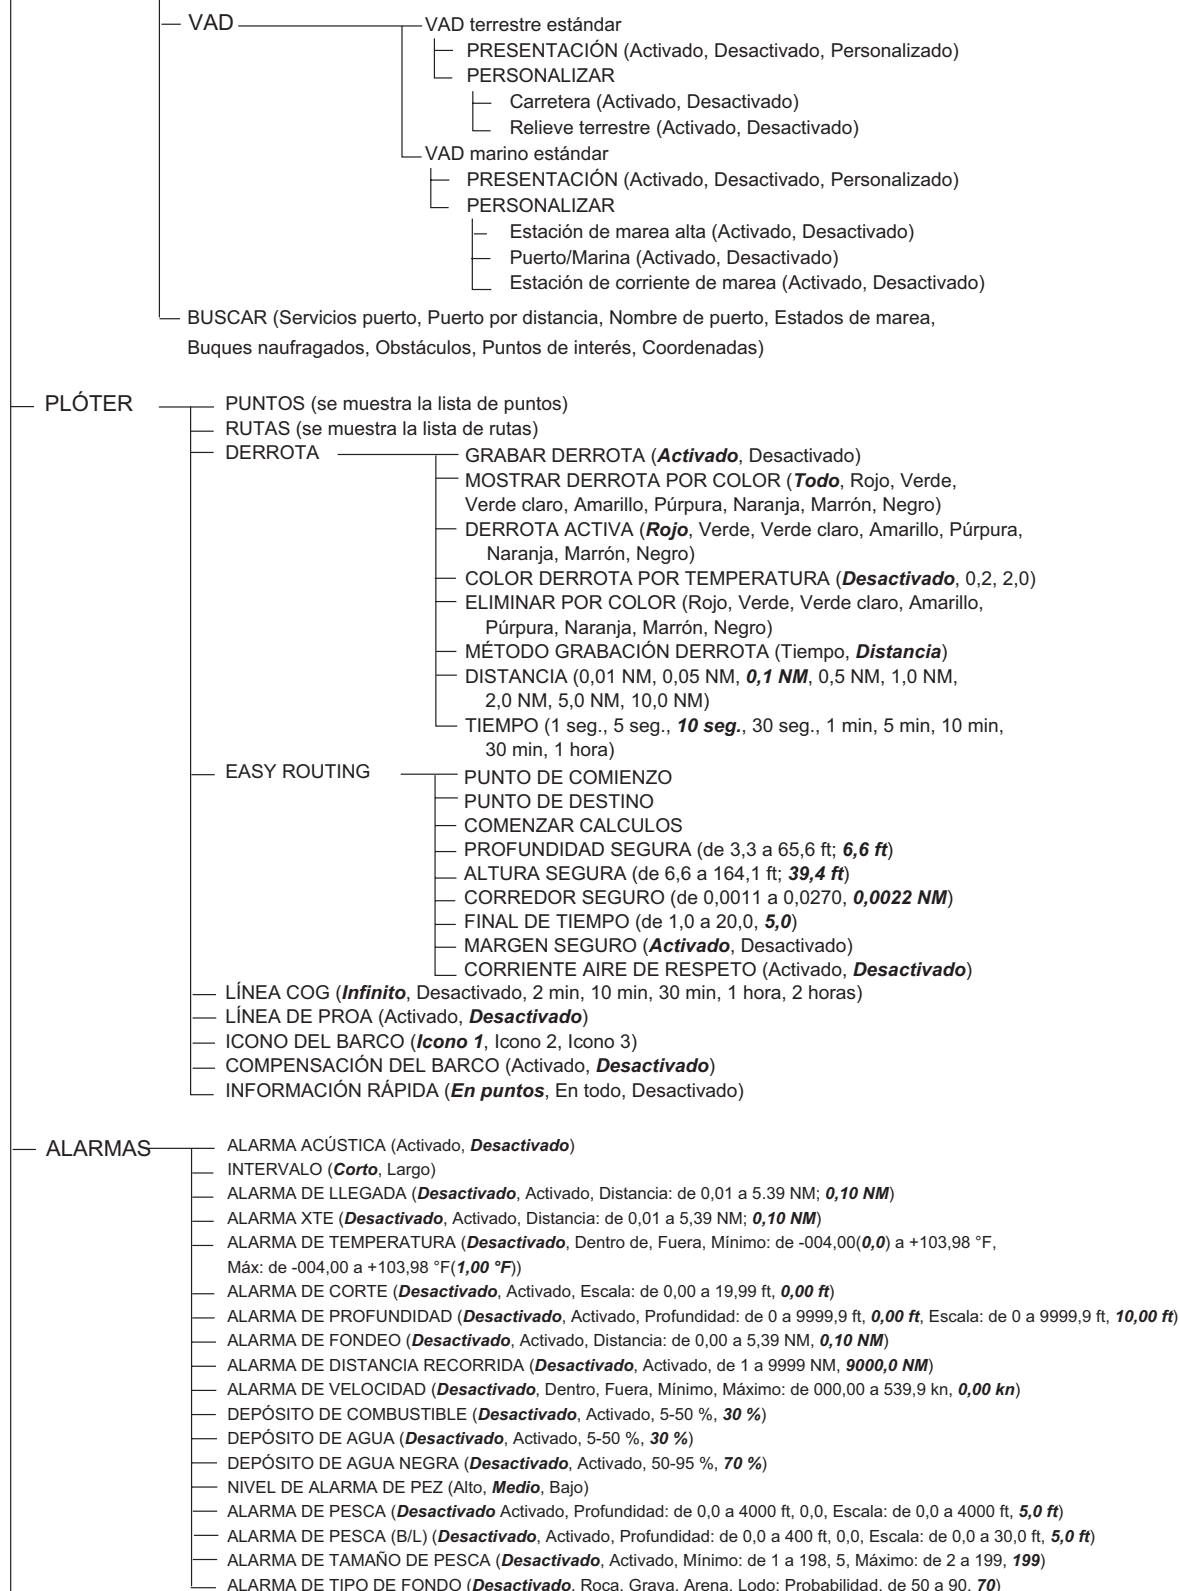 VAD
VAD terrestre estándar
PRESENTACIÓN (Activado, Desactivado, Personalizado)
PERSONALIZAR
Carretera (Activado, Desactivado)
Relieve terrestre (Activado, Desactivado)
VAD marino estándar
PRESENTACIÓN (Activado, Desactivado, Personalizado)
PERSONALIZAR
Estación de marea alta (Activado, Desactivado)
Puerto/Marina (Activado, Desactivado)
Estación de corriente de marea (Activado, Desactivado)
BUSCAR (Servicios puerto, Puerto por distancia, Nombre de puerto, Estados de marea,
Buques naufragados, Obstáculos, Puntos de interés, Coordenadas)
PLÓTER
PUNTOS (se muestra la lista de puntos)
RUTAS (se muestra la lista de rutas)
DERROTA
GRABAR DERROTA (Activado, Desactivado)
MOSTRAR DERROTA POR COLOR (Todo, Rojo, Verde,
Verde claro, Amarillo, Púrpura, Naranja, Marrón, Negro)
DERROTA ACTIVA (Rojo, Verde, Verde claro, Amarillo, Púrpura,
Naranja, Marrón, Negro)
COLOR DERROTA POR TEMPERATURA (Desactivado, 0,2, 2,0)
ELIMINAR POR COLOR (Rojo, Verde, Verde claro, Amarillo,
Púrpura, Naranja, Marrón, Negro)
MÉTODO GRABACIÓN DERROTA (Tiempo, Distancia)
DISTANCIA (0,01 NM, 0,05 NM, 0,1 NM, 0,5 NM, 1,0 NM,
2,0 NM, 5,0 NM, 10,0 NM)
TIEMPO (1 seg., 5 seg., 10 seg., 30 seg., 1 min, 5 min, 10 min,
30 min, 1 hora)
EASY ROUTING
PUNTO DE COMIENZO
PUNTO DE DESTINO
COMENZAR CALCULOS
PROFUNDIDAD SEGURA (de 3,3 a 65,6 ft; 6,6 ft)
ALTURA SEGURA (de 6,6 a 164,1 ft; 39,4 ft)
CORREDOR SEGURO (de 0,0011 a 0,0270, 0,0022 NM)
FINAL DE TIEMPO (de 1,0 a 20,0, 5,0)
MARGEN SEGURO (Activado, Desactivado)
CORRIENTE AIRE DE RESPETO (Activado, Desactivado)
LÍNEA COG (Infinito, Desactivado, 2 min, 10 min, 30 min, 1 hora, 2 horas)
LÍNEA DE PROA (Activado, Desactivado)
ICONO DEL BARCO (Icono 1, Icono 2, Icono 3)
COMPENSACIÓN DEL BARCO (Activado, Desactivado)
INFORMACIÓN RÁPIDA (En puntos, En todo, Desactivado)
ALARMAS
ALARMA ACÚSTICA (Activado, Desactivado)
INTERVALO (Corto, Largo)
ALARMA DE LLEGADA (Desactivado, Activado, Distancia: de 0,01 a 5.39 NM; 0,10 NM)
ALARMA XTE (Desactivado, Activado, Distancia: de 0,01 a 5,39 NM; 0,10 NM)
ALARMA DE TEMPERATURA (Desactivado, Dentro de, Fuera, Mínimo: de -004,00(0,0) a +103,98 °F,
Máx: de -004,00 a +103,98 °F(1,00 °F))
ALARMA DE CORTE (Desactivado, Activado, Escala: de 0,00 a 19,99 ft, 0,00 ft)
ALARMA DE PROFUNDIDAD (Desactivado, Activado, Profundidad: de 0 a 9999,9 ft, 0,00 ft, Escala: de 0 a 9999,9 ft, 10,00 ft)
ALARMA DE FONDEO (Desactivado, Activado, Distancia: de 0,00 a 5,39 NM, 0,10 NM)
ALARMA DE DISTANCIA RECORRIDA (Desactivado, Activado, de 1 a 9999 NM, 9000,0 NM)
ALARMA DE VELOCIDAD (Desactivado, Dentro, Fuera, Mínimo, Máximo: de 000,00 a 539,9 kn, 0,00 kn)
DEPÓSITO DE COMBUSTIBLE (Desactivado, Activado, 5-50 %, 30 %)
DEPÓSITO DE AGUA (Desactivado, Activado, 5-50 %, 30 %)
DEPÓSITO DE AGUA NEGRA (Desactivado, Activado, 50-95 %, 70 %)
NIVEL DE ALARMA DE PEZ (Alto, Medio, Bajo)
ALARMA DE PESCA (Desactivado Activado, Profundidad: de 0,0 a 4000 ft, 0,0, Escala: de 0,0 a 4000 ft, 5,0 ft)
ALARMA DE PESCA (B/L) (Desactivado, Activado, Profundidad: de 0,0 a 400 ft, 0,0, Escala: de 0,0 a 30,0 ft, 5,0 ft)
ALARMA DE TAMAÑO DE PESCA (Desactivado, Activado, Mínimo: de 1 a 198, 5, Máximo: de 2 a 199, 199)
ALARMA DE TIPO DE FONDO (Desactivado, Roca, Grava, Arena, Lodo; Probabilidad, de 50 a 90, 70)